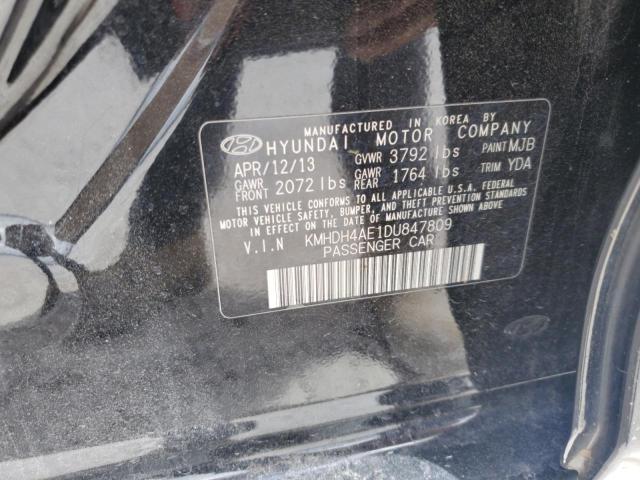 MANUFACTURED IN KOREA BY
HYUNDAI MOTOR COMPANY
APR/12/13 GVWR 3792 lbs PAINT MJB
GAWR FRONT 2072 lbs GAWR REAR 1764 lbs TRIM YDA
THIS VEHICLE CONFORMS TO ALL APPLICABLE U.S.A. FEDERAL
MOTOR VEHICLE SAFETY, BUMPER, AND THEFT PREVENTION STANDARDS
IN EFFECT ON THE DATE OF MANUFACTURE SHOWN ABOVE.
V.I.N KMHDH4AE1DU847809
PASSENGER CAR